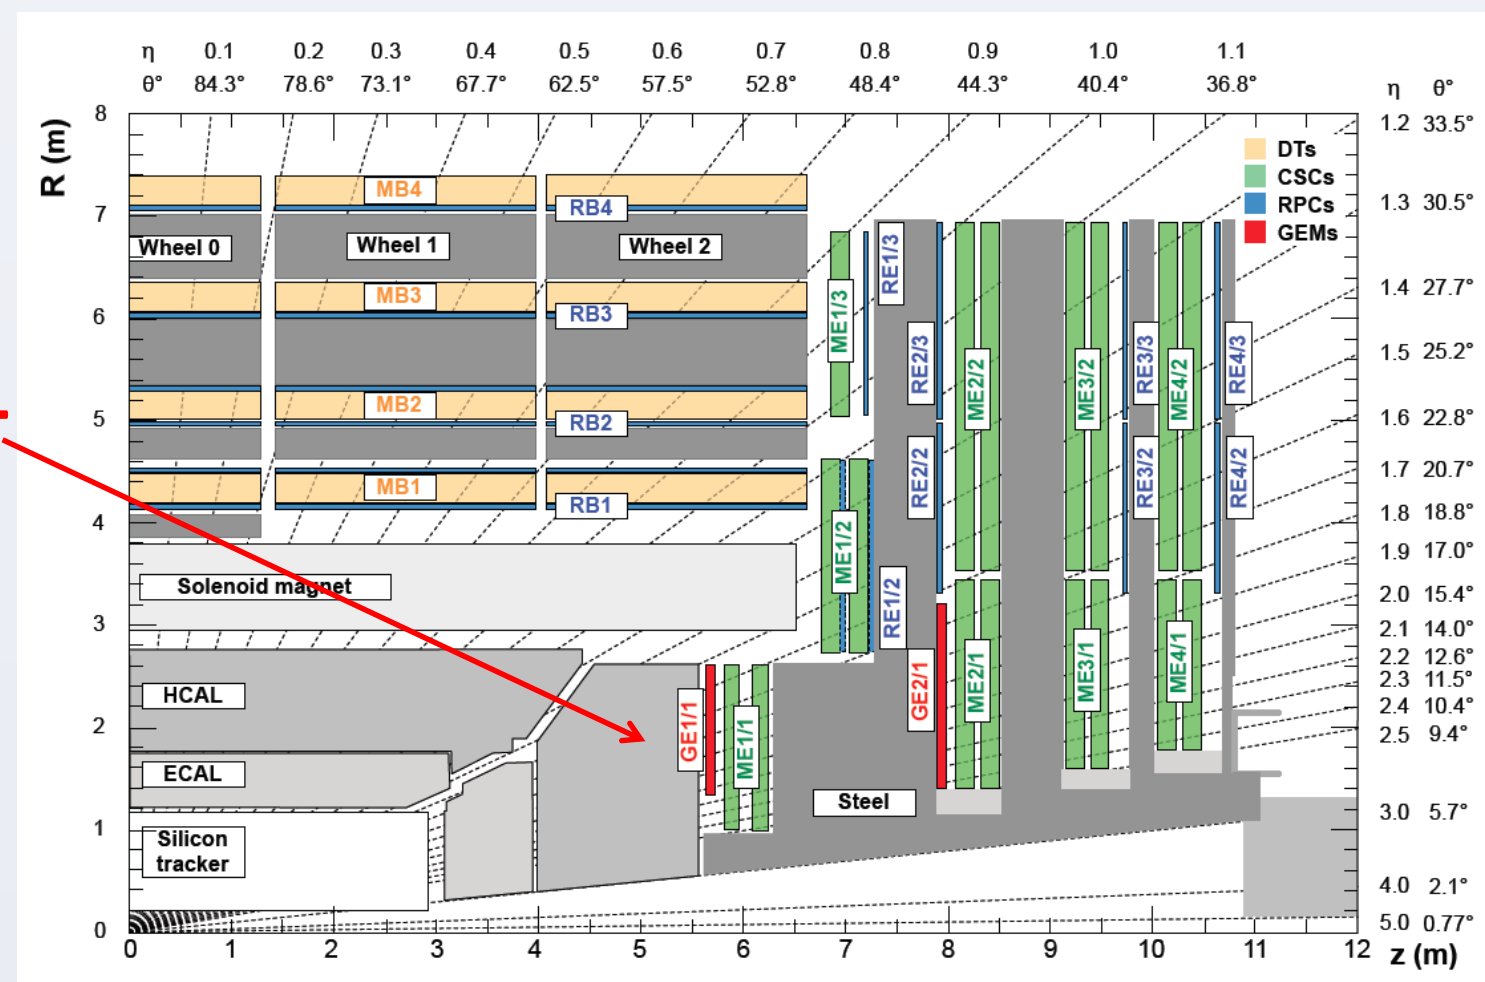 η 0.1 0.2 0.3 0.4 0.5 0.6 0.7 0.8 0.9 1.0 1.1
θ° 84.3° 78.6° 73.1° 67.7° 62.5° 57.5° 52.8° 48.4° 44.3° 40.4° 36.8° η θ°
R (m)
8
7
6
5
4
3
2
1
0
1.2 33.5°
1.3 30.5°
1.4 27.7°
1.5 25.2°
1.6 22.8°
1.7 20.7°
1.8 18.8°
1.9 17.0°
2.0 15.4°
2.1 14.0°
2.2 12.6°
2.3 11.5°
2.4 10.4°
2.5 9.4°
3.0 5.7°
4.0 2.1°
5.0 0.77°
DTs
CSCs
RPCs
GEMs
MB4
RB4
Wheel 0 Wheel 1 Wheel 2
MB3
RB3
MB2
RB2
MB1
RB1
Solenoid magnet
HCAL
ECAL
Silicon
tracker
Steel
ME1/3
RE1/3
RE2/3
ME2/2
ME3/2
RE3/3
ME4/2
RE4/3
ME1/2
RE1/2
RE2/2
RE3/2
RE4/2
GE1/1
ME1/1
GE2/1
ME2/1
ME3/1
ME4/1
0 1 2 3 4 5 6 7 8 9 10 11 12 z (m)